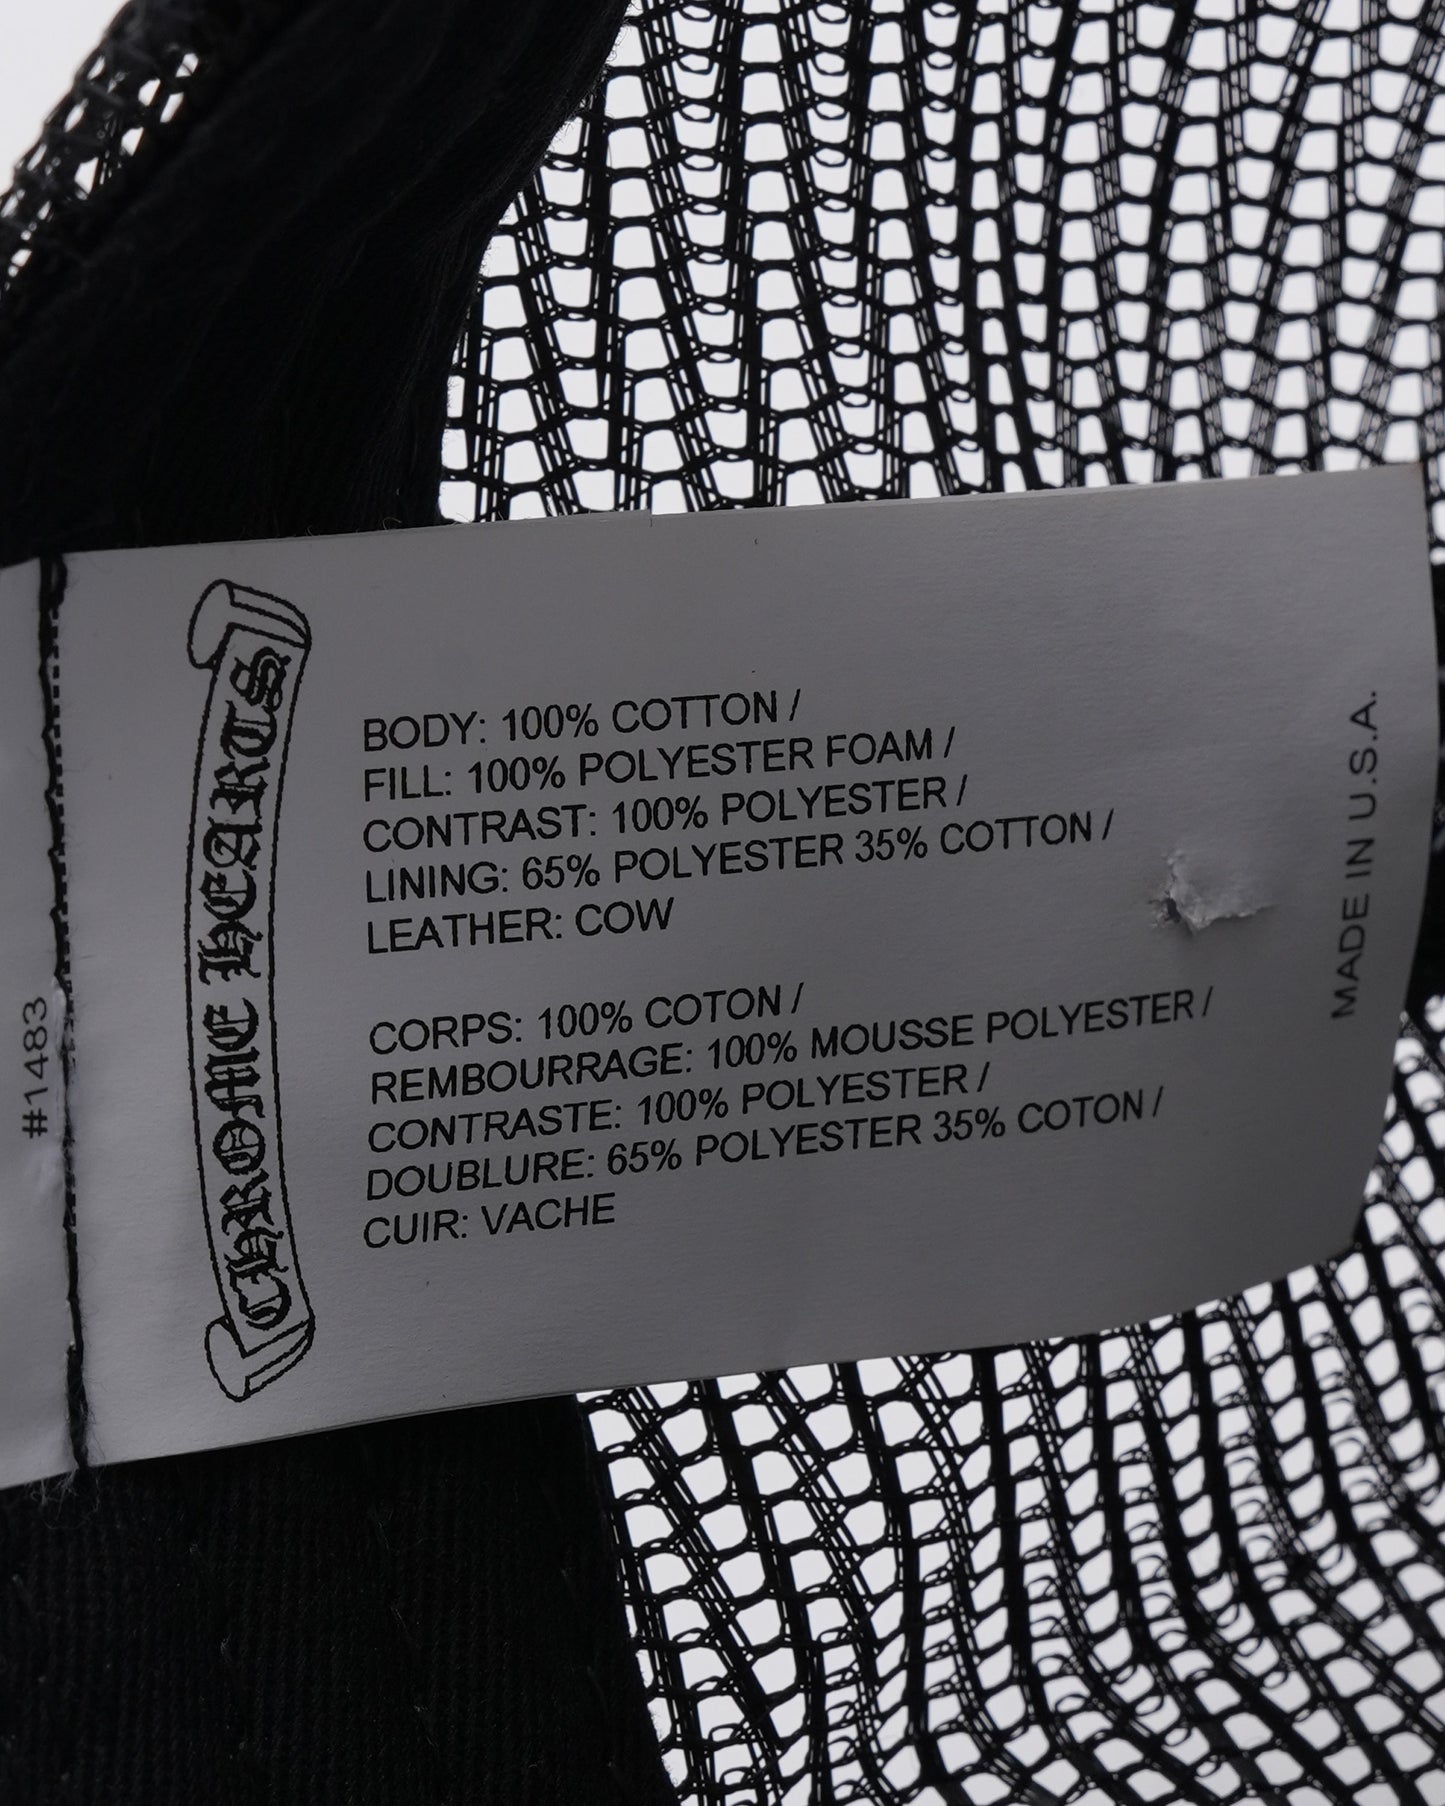 #1483
CHROME HEARTS
BODY: 100% COTTON /
FILL: 100% POLYESTER FOAM /
CONTRAST: 100% POLYESTER /
LINING: 65% POLYESTER 35% COTTON /
LEATHER: COW
CORPS: 100% COTON /
REMBOURRAGE: 100% MOUSSE POLYESTER /
CONTRASTE: 100% POLYESTER /
DOUBLURE: 65% POLYESTER 35% COTON /
CUIR: VACHE
MADE IN U.S.A.